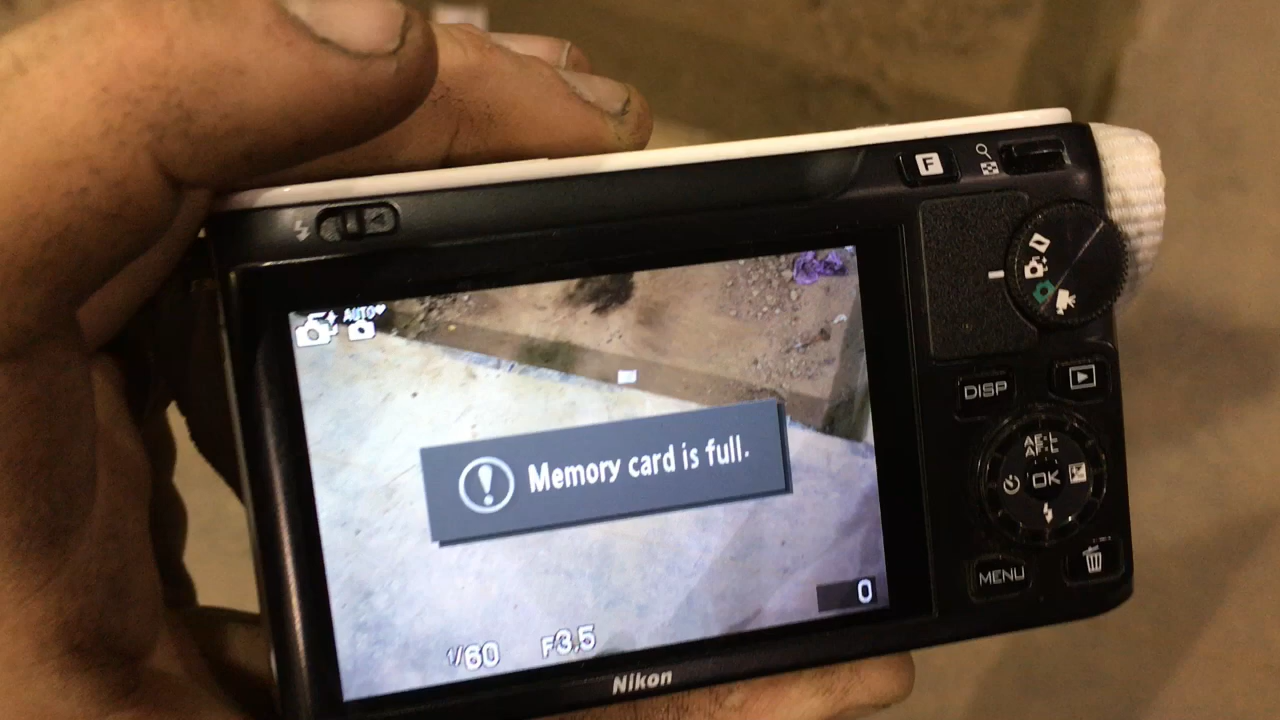 F
AUTO
DISP
Memory card is full.
AE-L
AF-L
OK
MENU
0
1/60 F3.5
Nikon